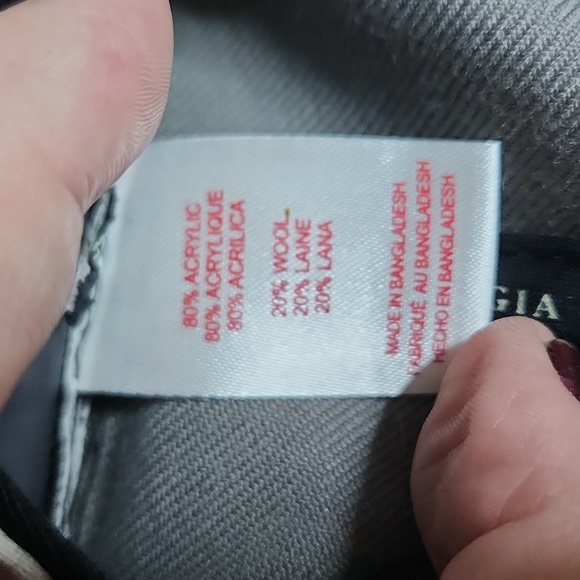 80% ACRYLIC
80% ACRYLIQUE
80% ACRILICA
20% WOOL
20% LAINE
20% LANA
MADE IN BANGLADESH
FABRIQUÉ AU BANGLADESH
HECHO EN BANGLADESH
GIA